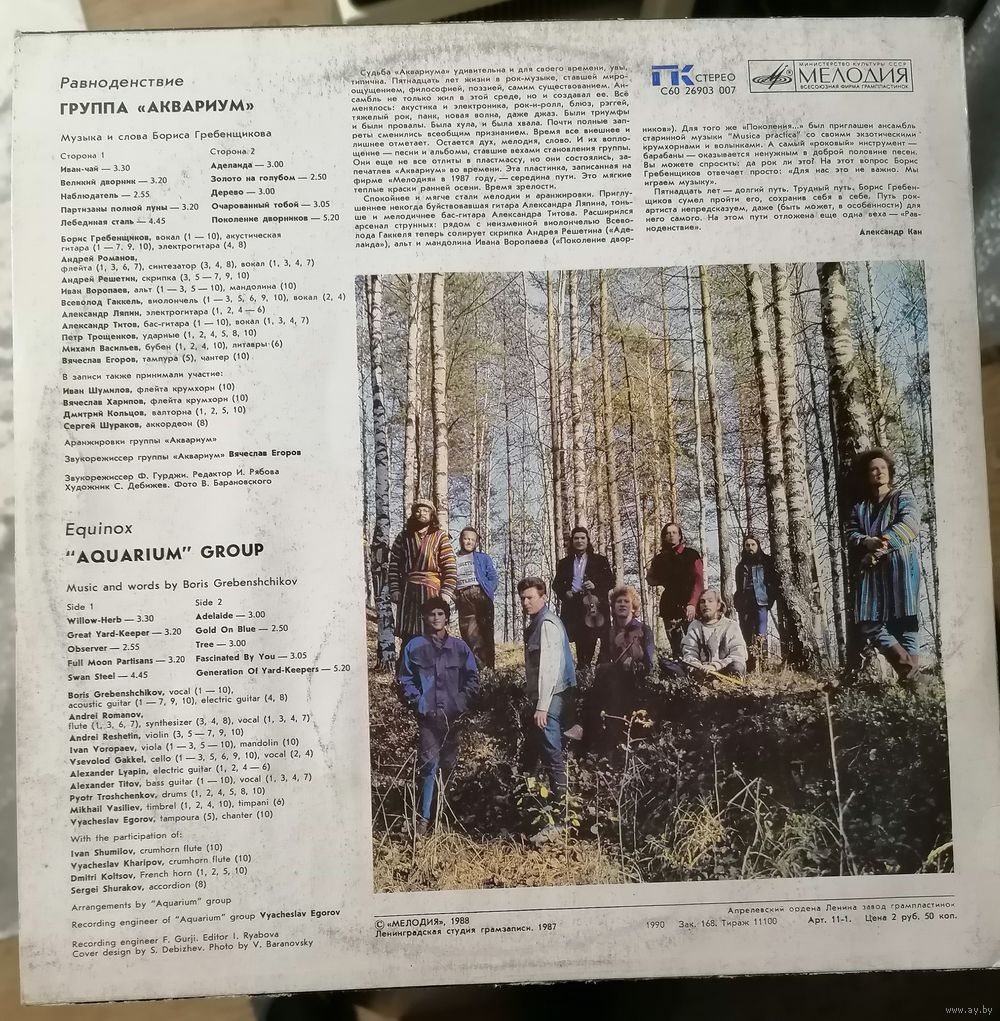 Равноденствие
ГРУППА «АКВАРИУМ»
Музыка и слова Бориса Гребенщикова
Сторона 1
Иван-чай — 3.30
Великий дворник — 3.20
Наблюдатель — 2.55
Партизаны полной луны — 3.20
Лебединая сталь — 4.45
Сторона 2
Аделаида — 3.00
Золото на голубом — 2.50
Дерево — 3.00
Очарованный тобой — 3.05
Поколение дворников — 5.20
Борис Гребенщиков, вокал (1 — 10), акустическая
гитара (1 — 7, 9, 10), электрогитара (4, 8)
Андрей Романов,
флейта (1, 3, 6, 7), синтезатор (3, 4, 8), вокал (1, 3, 4, 7)
Андрей Решетин, скрипка (3, 5 — 7, 9, 10)
Иван Воропаев, альт (1 — 3, 5 — 10), мандолина (10)
Всеволод Гаккель, виолончель (1 — 3, 5, 6, 9, 10), вокал (2, 4)
Александр Ляпин, электрогитара (1, 2, 4 — 6)
Александр Титов, бас-гитара (1 — 10), вокал (1, 3, 4, 7)
Петр Трощенков, ударные (1, 2, 4, 5, 8, 10)
Михаил Васильев, бубен (1, 2, 4, 10), литавры (6)
Вячеслав Егоров, тампура (5), чантер (10)
В записи также принимали участие:
Иван Шумилов, флейта крумхорн (10)
Вячеслав Харипов, флейта крумхорн (10)
Дмитрий Кольцов, валторна (1, 2, 5, 10)
Сергей Шураков, аккордеон (8)
Аранжировки группы «Аквариум»
Звукорежиссер группы «Аквариум» Вячеслав Егоров
Звукорежиссер Ф. Гурджи. Редактор И. Рябова
Художник С. Дебижев. Фото В. Барановского
Equinox
"AQUARIUM" GROUP
Music and words by Boris Grebenshchikov
Side 1
Willow-Herb — 3.30
Great Yard-Keeper — 3.20
Observer — 2.55
Full Moon Partisans — 3.20
Swan Steel — 4.45
Side 2
Adelaide — 3.00
Gold On Blue — 2.50
Tree — 3.00
Fascinated By You — 3.05
Generation Of Yard-Keepers — 5.20
Boris Grebenshchikov, vocal (1 — 10),
acoustic guitar (1 — 7, 9, 10), electric guitar (4, 8)
Andrei Romanov,
flute (1, 3, 6, 7), synthesizer (3, 4, 8), vocal (1, 3, 4, 7)
Andrei Reshetin, violin (3, 5 — 7, 9, 10)
Ivan Voropaev, viola (1 — 3, 5 — 10), mandolin (10)
Vsevolod Gakkel, cello (1 — 3, 5, 6, 9, 10), vocal (2, 4)
Alexander Lyapin, electric guitar (1, 2, 4 — 6)
Alexander Titov, bass guitar (1 — 10), vocal (1, 3, 4, 7)
Pyotr Troshchenkov, drums (1, 2, 4, 5, 8, 10)
Mikhail Vasiliev, timbrel (1, 2, 4, 10), timpani (6)
Vyacheslav Egorov, tampoura (5), chanter (10)
With the participation of:
Ivan Shumilov, crumhorn flute (10)
Vyacheslav Kharipov, crumhorn flute (10)
Dmitri Koltsov, French horn (1, 2, 5, 10)
Sergei Shurakov, accordion (8)
Arrangements by "Aquarium" group
Recording engineer of "Aquarium" group Vyacheslav Egorov
Recording engineer F. Gurji. Editor I. Ryabova
Cover design by S. Debizhev. Photo by V. Baranovsky
Судьба «Аквариума» удивительна и для своего времени, увы,
типична. Пятнадцать лет жизни в рок-музыке, ставшей миро-
ощущением, философией, поэзией, самим существованием. Ан-
самбль не только жил в этой среде, но и создавал ее. Всё
менялось: акустика и электроника, рок-н-ролл, блюз, рэггей,
тяжелый рок, панк, новая волна, даже джаз. Были триумфы
и были провалы. Была хула, и была хвала. Почти полные зап-
реты сменились всеобщим признанием. Время все внешнее и
лишнее отметает. Остается дух, мелодия, слово. И их вопло-
щение — песни и альбомы, ставшие вехами становления группы.
Они еще не все отлиты в пластмассу, но они состоялись, за-
печатлев «Аквариум» во времени. Эта пластинка, записанная на
фирме «Мелодия» в 1987 году,— середина пути. Это мягкие
теплые краски ранней осени. Время зрелости.
Спокойнее и мягче стали мелодии и аранжировки. Приглу-
шеннее некогда буйствовавшая гитара Александра Ляпина, тонь-
ше и мелодичнее бас-гитара Александра Титова. Расширился
арсенал струнных: рядом с неизменной виолончелью Всево-
лода Гаккеля теперь солирует скрипка Андрея Решетина («Аде-
лаида»), альт и мандолина Ивана Воропаева («Поколение двор-
ПК СТЕРЕО
С60 26903 007
МИНИСТЕРСТВО КУЛЬТУРЫ СССР
МЕЛОДИЯ
ВСЕСОЮЗНАЯ ФИРМА ГРАМПЛАСТИНОК
ников»). Для того же «Поколения...» был приглашен ансамбль
старинной музыки "Musica practica" со своими экзотическими
крумхорнами и волынками. А самый «роковый» инструмент —
барабаны — оказывается ненужным в доброй половине песен.
Вы можете спросить: да рок ли это? На этот вопрос Борис
Гребенщиков отвечает просто: «Для нас это не важно. Мы
играем музыку».
Пятнадцать лет — долгий путь. Трудный путь. Борис Гребен-
щиков сумел пройти его, сохранив себя в себе. Путь рок-
артиста непредсказуем, даже (быть может, в особенности) для
него самого. На этом пути отложена еще одна веха — «Рав-
ноденствие».
Александр Кан
© «МЕЛОДИЯ», 1988
Ленинградская студия грамзаписи. 1987
Апрелевский ордена Ленина завод грампластинок
1990 Зак. 168. Тираж 11100 Арт. 11-1. Цена 2 руб. 50 коп.
www.ay.by